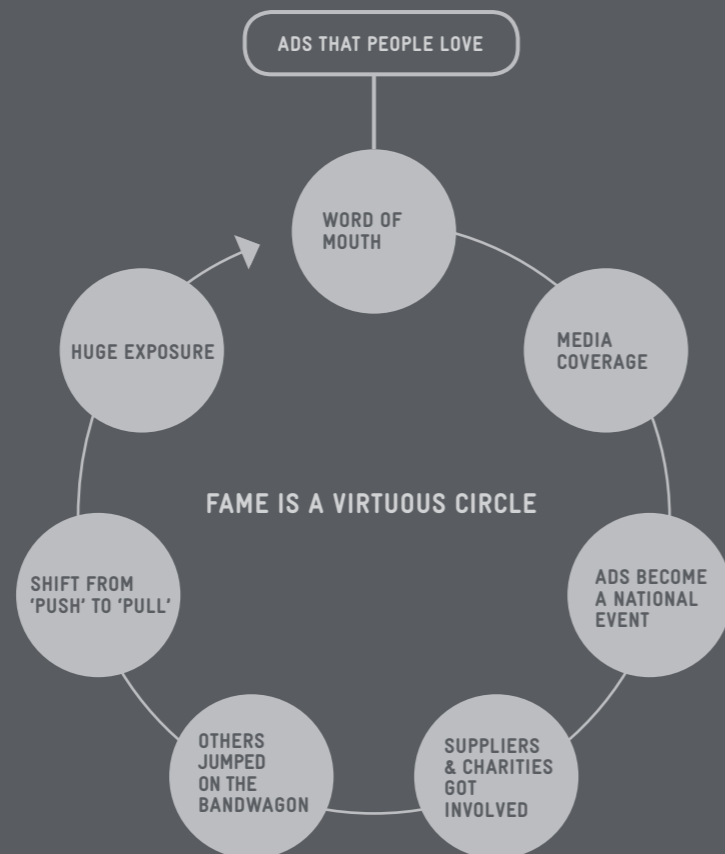 ADS THAT PEOPLE LOVE
WORD OF
MOUTH
MEDIA
COVERAGE
ADS BECOME
A NATIONAL
EVENT
SUPPLIERS
& CHARITIES
GOT
INVOLVED
OTHERS
JUMPED
ON THE
BANDWAGON
SHIFT FROM
‘PUSH’ TO ‘PULL’
HUGE EXPOSURE
FAME IS A VIRTUOUS CIRCLE